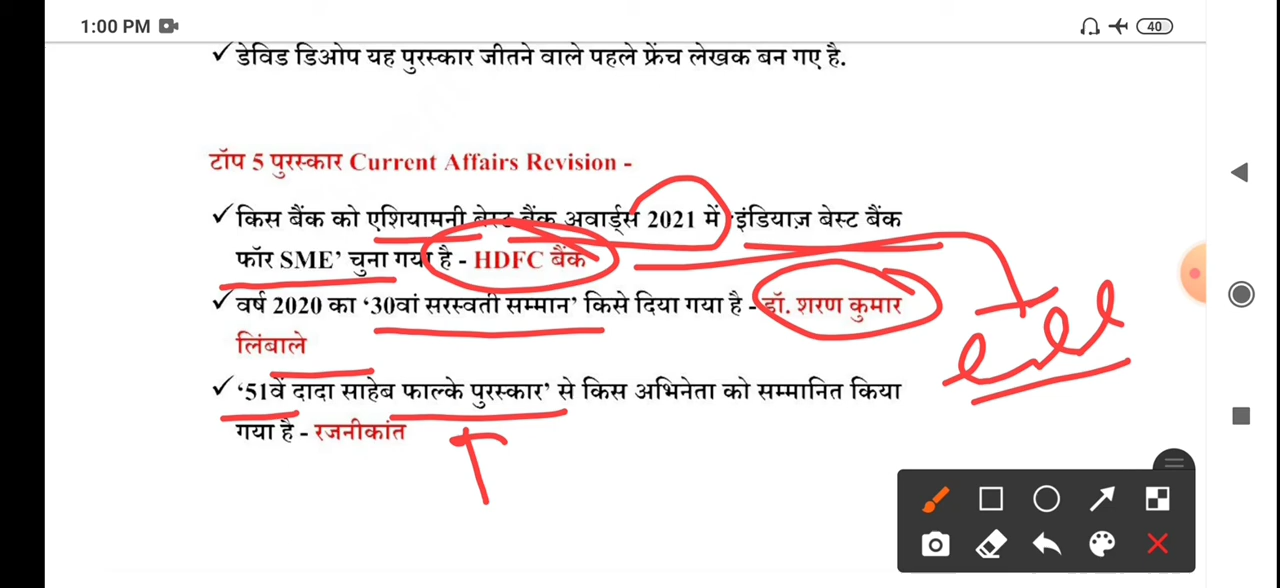 1:00 PM
40
डेविड डिओप यह पुरस्कार जीतने वाले पहले फ्रेंच लेखक बन गए है.
टॉप 5 पुरस्कार Current Affairs Revision -
किस बैंक को एशियामनी बेस्ट बैंक अवार्ड्स 2021 में 'इंडियाज़ बेस्ट बैंक
फॉर SME' चुना गया है - HDFC बैंक
वर्ष 2020 का '30वां सरस्वती सम्मान' किसे दिया गया है - डॉ. शरण कुमार
लिंबाले
'51वें दादा साहेब फाल्के पुरस्कार' से किस अभिनेता को सम्मानित किया
गया है - रजनीकांत